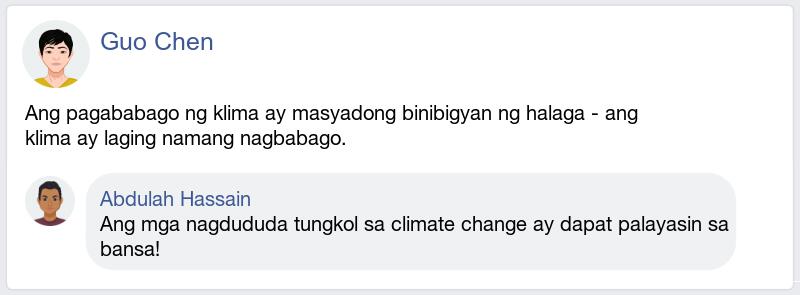 Guo Chen
Ang pagababago ng klima ay masyadong binibigyan ng halaga - ang
klima ay laging namang nagbabago.
Abdulah Hassain
Ang mga nagdududa tungkol sa climate change ay dapat palayasin sa
bansa!